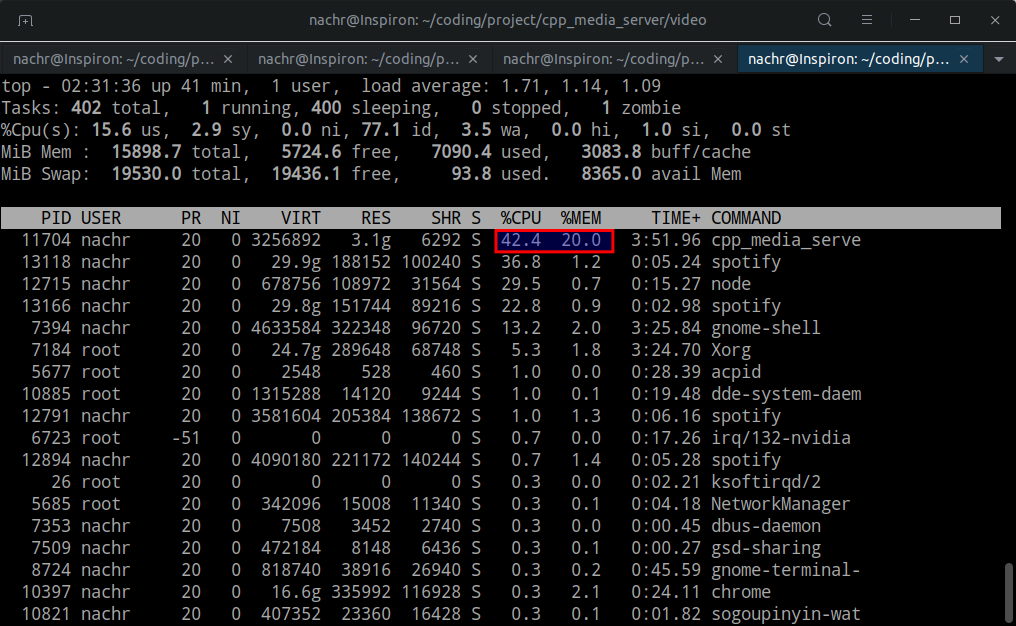 nachr@Inspiron: ~/coding/project/cpp_media_server/video
nachr@Inspiron: ~/coding/p... × nachr@Inspiron: ~/coding/p... × nachr@Inspiron: ~/coding/p... × nachr@Inspiron: ~/coding/p... ×
top - 02:31:36 up 41 min,  1 user,  load average: 1.71, 1.14, 1.09
Tasks: 402 total,   1 running, 400 sleeping,   0 stopped,   1 zombie
%Cpu(s): 15.6 us,  2.9 sy,  0.0 ni, 77.1 id,  3.5 wa,  0.0 hi,  1.0 si,  0.0 st
MiB Mem :  15898.7 total,   5724.6 free,   7090.4 used,   3083.8 buff/cache
MiB Swap:  19530.0 total,  19436.1 free,     93.8 used.   8365.0 avail Mem
PID USER PR NI VIRT RES SHR S %CPU %MEM TIME+ COMMAND
11704 nachr 20 0 3256892 3.1g 6292 S 42.4 20.0 3:51.96 cpp_media_serve
13118 nachr 20 0 29.9g 188152 100240 S 36.8 1.2 0:05.24 spotify
12715 nachr 20 0 678756 108972 31564 S 29.5 0.7 0:15.27 node
13166 nachr 20 0 29.8g 151744 89216 S 22.8 0.9 0:02.98 spotify
7394 nachr 20 0 4633584 322348 96720 S 13.2 2.0 3:25.84 gnome-shell
7184 root 20 0 24.7g 289648 68748 S 5.3 1.8 3:24.70 Xorg
5677 root 20 0 2548 528 460 S 1.0 0.0 0:28.39 acpid
10885 root 20 0 1315288 14120 9244 S 1.0 0.1 0:19.48 dde-system-daem
12791 nachr 20 0 3581604 205384 138672 S 1.0 1.3 0:06.16 spotify
6723 root -51 0 0 0 0 S 0.7 0.0 0:17.26 irq/132-nvidia
12894 nachr 20 0 4090180 221172 140244 S 0.7 1.4 0:05.28 spotify
26 root 20 0 0 0 0 S 0.3 0.0 0:02.21 ksoftirqd/2
5685 root 20 0 342096 15008 11340 S 0.3 0.1 0:04.18 NetworkManager
7353 nachr 20 0 7508 3452 2740 S 0.3 0.0 0:00.45 dbus-daemon
7509 nachr 20 0 472184 8148 6436 S 0.3 0.1 0:00.27 gsd-sharing
8724 nachr 20 0 818740 38916 26940 S 0.3 0.2 0:45.59 gnome-terminal-
10397 nachr 20 0 16.6g 335992 116928 S 0.3 2.1 0:24.11 chrome
10821 nachr 20 0 407352 23360 16428 S 0.3 0.1 0:01.82 sogoupinyin-wat